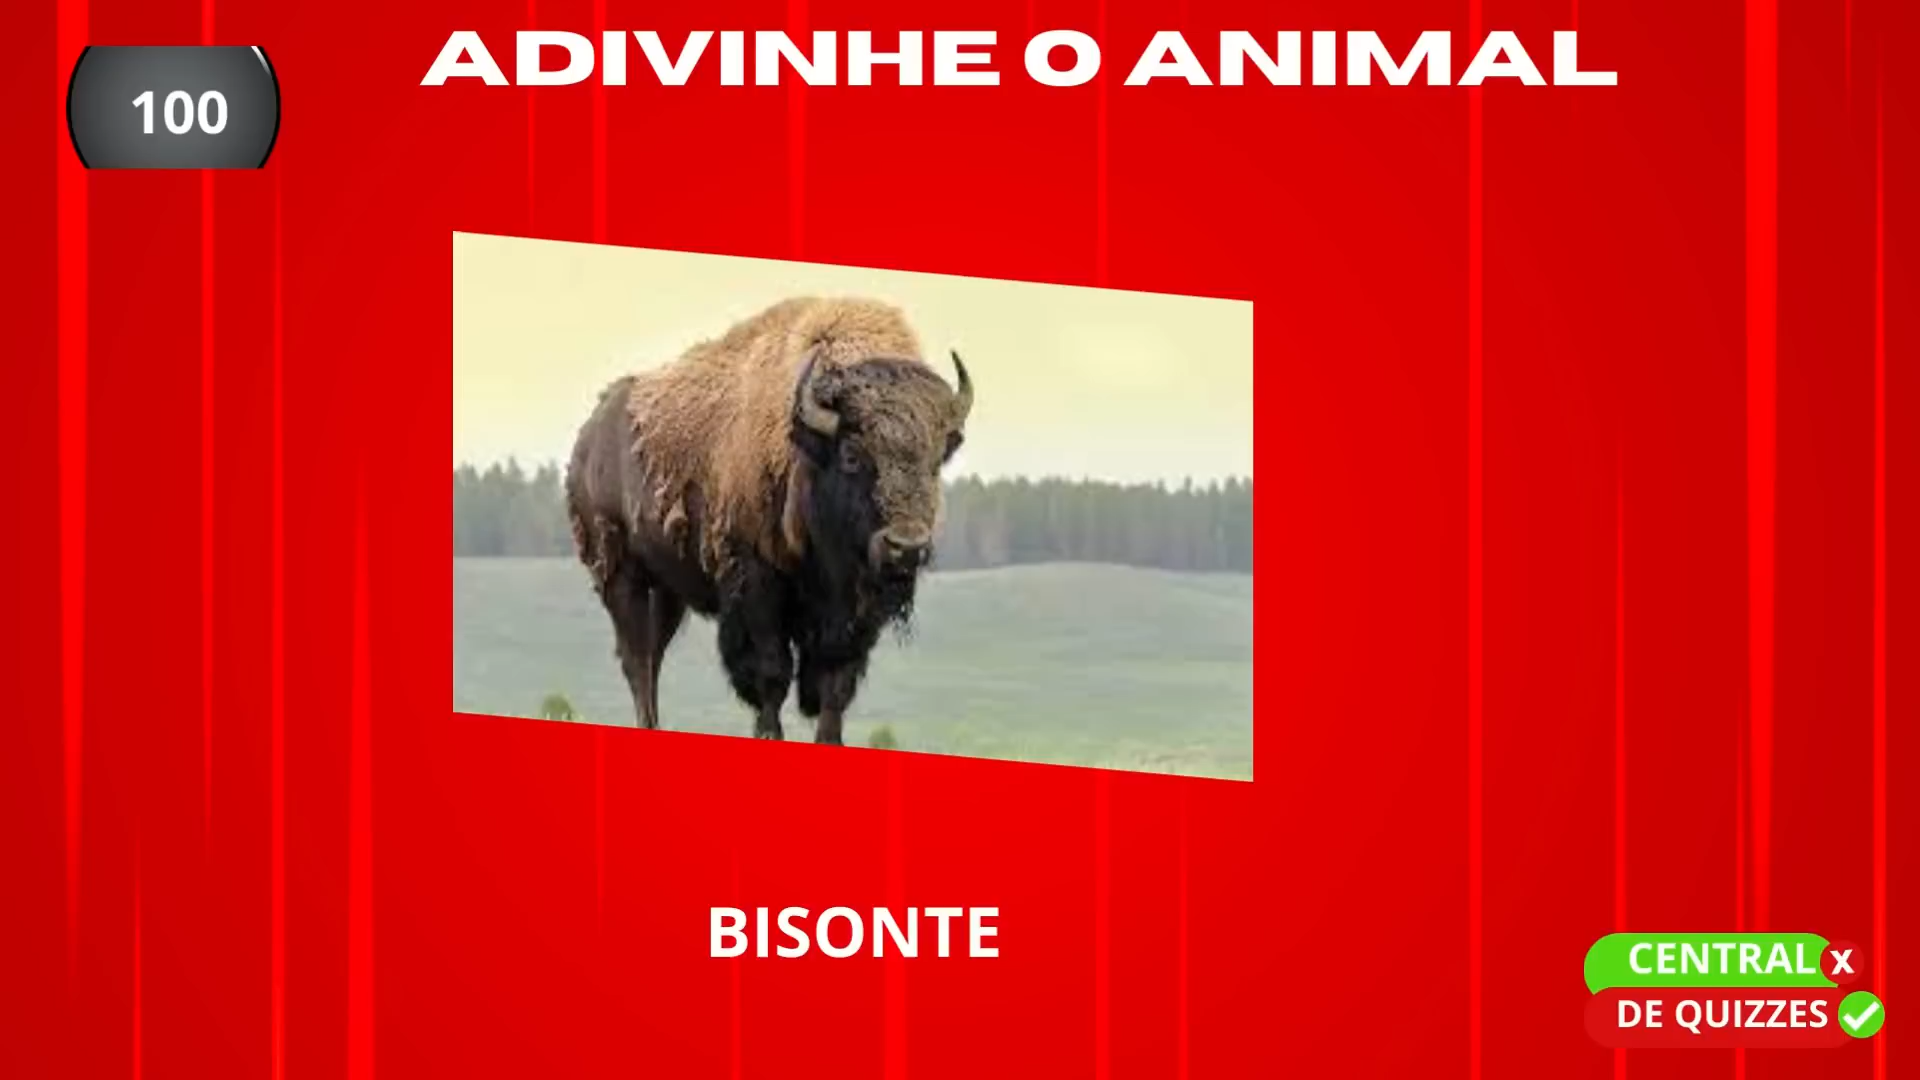 ADIVINHE O ANIMAL
100
BISONTE
CENTRAL X
DE QUIZZES